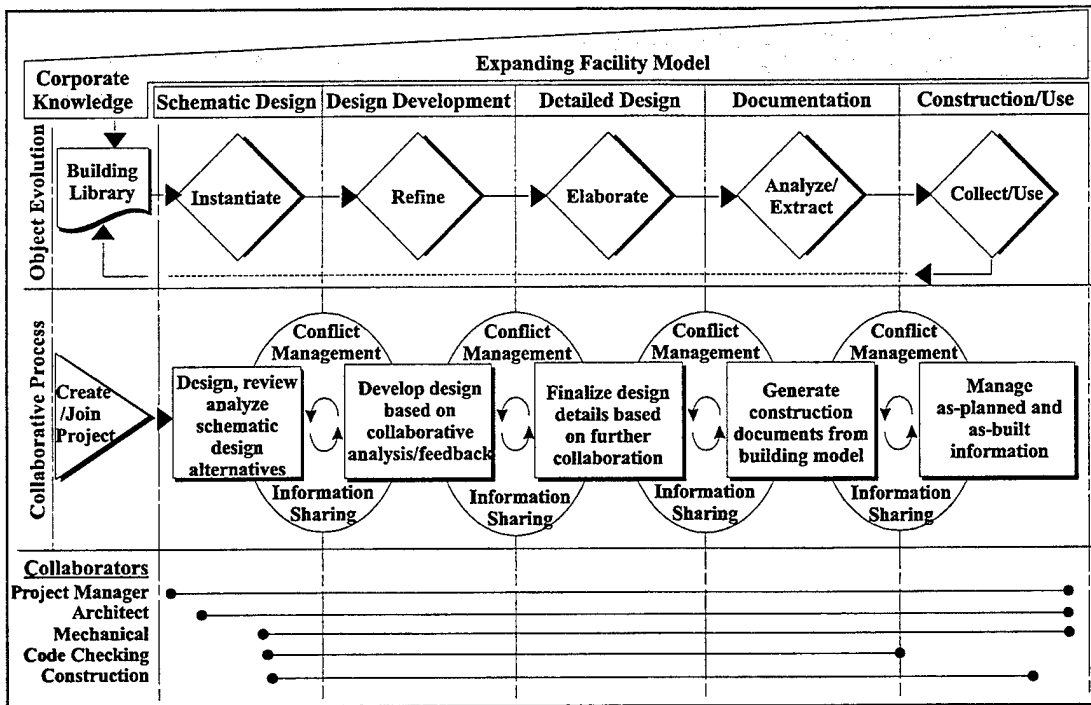 Expanding Facility Model
Corporate
Knowledge
Schematic Design
Design Development
Detailed Design
Documentation
Construction/Use
Object Evolution
Building
Library
Instantiate
Refine
Elaborate
Analyze/
Extract
Collect/Use
Collaborative Process
Create
/Join
Project
Conflict
Management
Conflict
Management
Conflict
Management
Conflict
Management
Design, review
analyze
schematic
design
alternatives
Develop design
based on
collaborative
analysis/feedback
Finalize design
details based
on further
collaboration
Generate
construction
documents from
building model
Manage
as-planned and
as-built
information
Information
Sharing
Information
Sharing
Information
Sharing
Information
Sharing
Collaborators
Project Manager
Architect
Mechanical
Code Checking
Construction